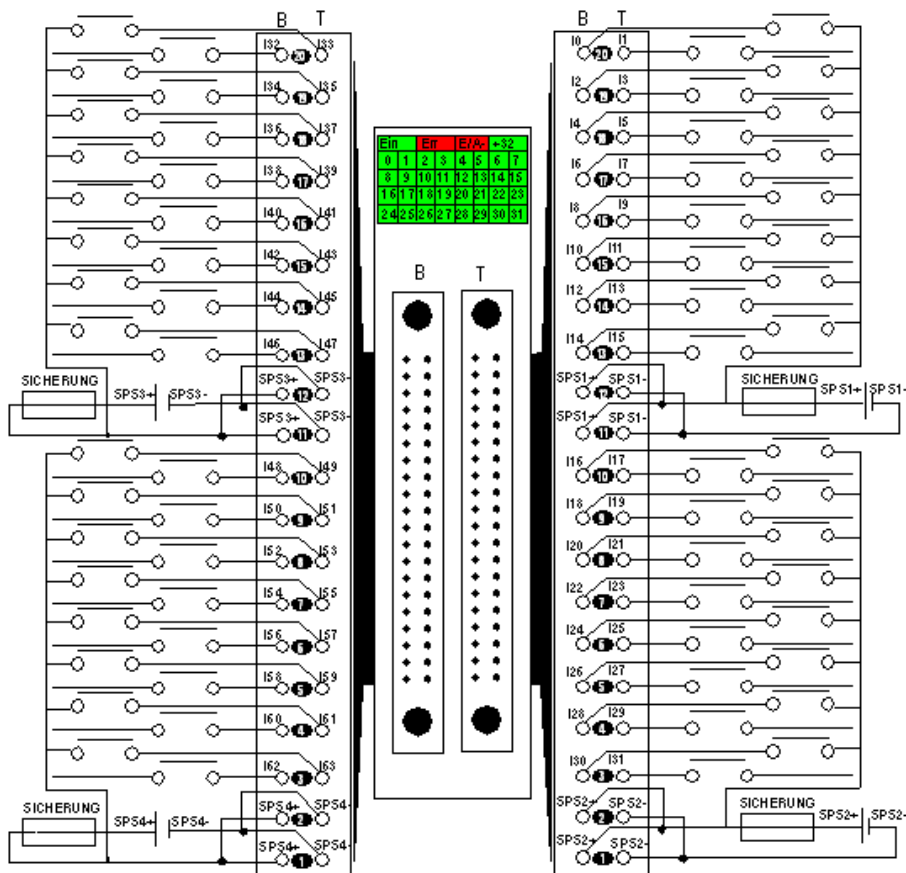 B T
I32 20 I33
I34 19 I35
I36 18 I37
I38 17 I39
I40 16 I41
I42 15 I43
I44 14 I45
I46 13 I47
SPS3+ SPS3-
SICHERUNG SPS3+ SPS3- 12
SPS3+ SPS3-
11
I48 10 I49
I50 9 I51
I52 8 I53
I54 7 I55
I56 6 I57
I58 5 I59
I60 4 I61
I62 3 I63
SPS4+ SPS4-
SICHERUNG SPS4+ SPS4- 2
SPS4+ SPS4-
1
Ein Err E/A- +32
0 1 2 3 4 5 6 7
8 9 10 11 12 13 14 15
16 17 18 19 20 21 22 23
24 25 26 27 28 29 30 31
B T
B T
I0 20 I1
I2 19 I3
I4 18 I5
I6 17 I7
I8 16 I9
I10 15 I11
I12 14 I13
I14 13 I15
SPS1+ SPS1-
12 SICHERUNG SPS1+ SPS1-
SPS1+ SPS1-
11
I16 10 I17
I18 9 I19
I20 8 I21
I22 7 I23
I24 6 I25
I26 5 I27
I28 4 I29
I30 3 I31
SPS2+ SPS2-
2 SICHERUNG SPS2+ SPS2-
SPS2+ SPS2-
1